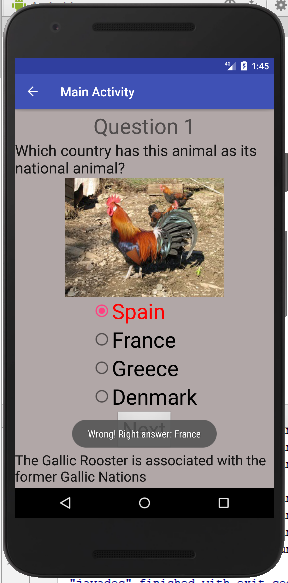 1:45
Main Activity
Question 1
Which country has this animal as its
national animal?
Spain
France
Greece
Denmark
Next
Wrong! Right answer: France
The Gallic Rooster is associated with the
former Gallic Nations